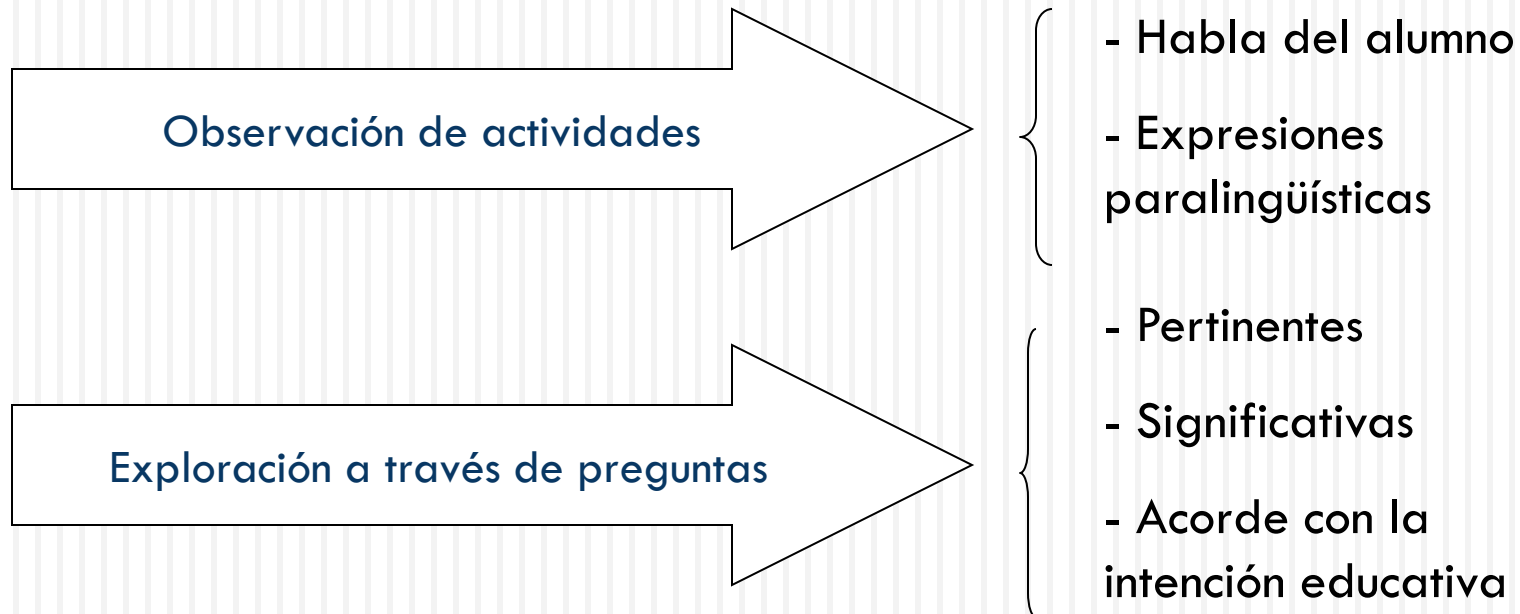 Observación de actividades
- Habla del alumno
- Expresiones
paralingüísticas
Exploración a través de preguntas
- Pertinentes
- Significativas
- Acorde con la
intención educativa